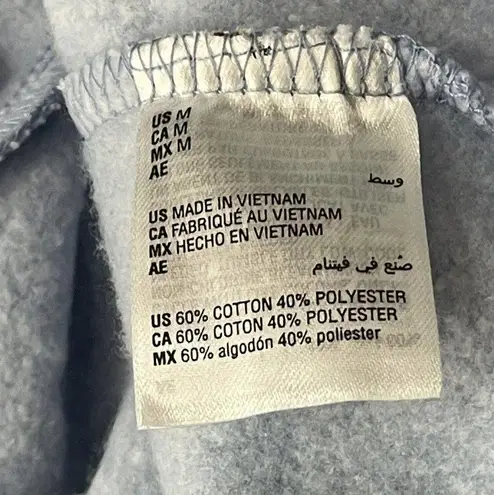 US M
CA M
MX M
AE
وسط
US MADE IN VIETNAM
CA FABRIQUÉ AU VIETNAM
MX HECHO EN VIETNAM
AE
صُنع في فيتنام
US 60% COTTON 40% POLYESTER
CA 60% COTON 40% POLYESTER
MX 60% algodón 40% poliester